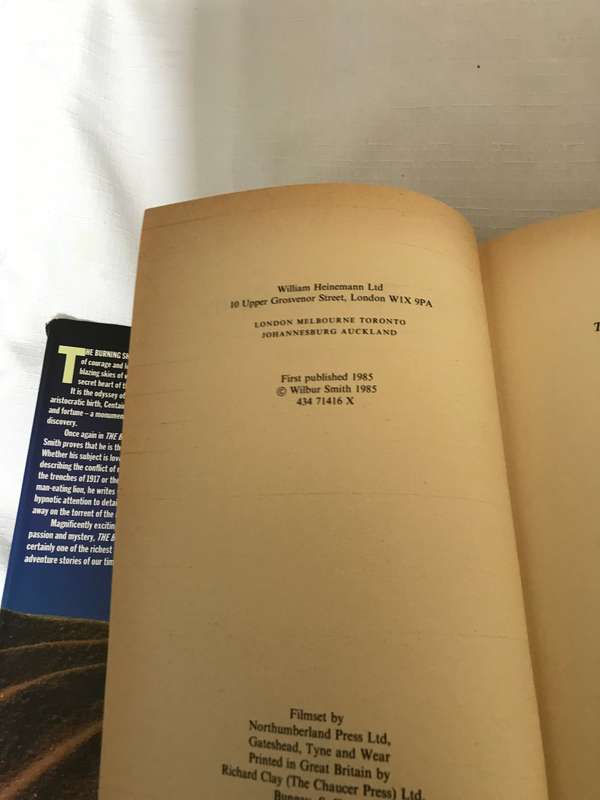 William Heinemann Ltd
10 Upper Grosvenor Street, London W1X 9PA
LONDON MELBOURNE TORONTO
JOHANNESBURG AUCKLAND
First published 1985
© Wilbur Smith 1985
434 71416 X
Filmset by
Northumberland Press Ltd,
Gateshead, Tyne and Wear
Printed in Great Britain by
Richard Clay (The Chaucer Press) Ltd,
THE BURNING
of courage and
blazing skies of
secret heart of
It is the odyssey of
aristocratic birth,
and fortune – a
discovery.
Once again in THE
Smith proves that he is
Whether his subject is
describing the conflict of
the trenches of 1917 or
man-eating lion, he writes
hypnotic attention to
away on the torrent of the
Magnificently
passion and mystery, THE
certainly one of the richest
adventure stories of our